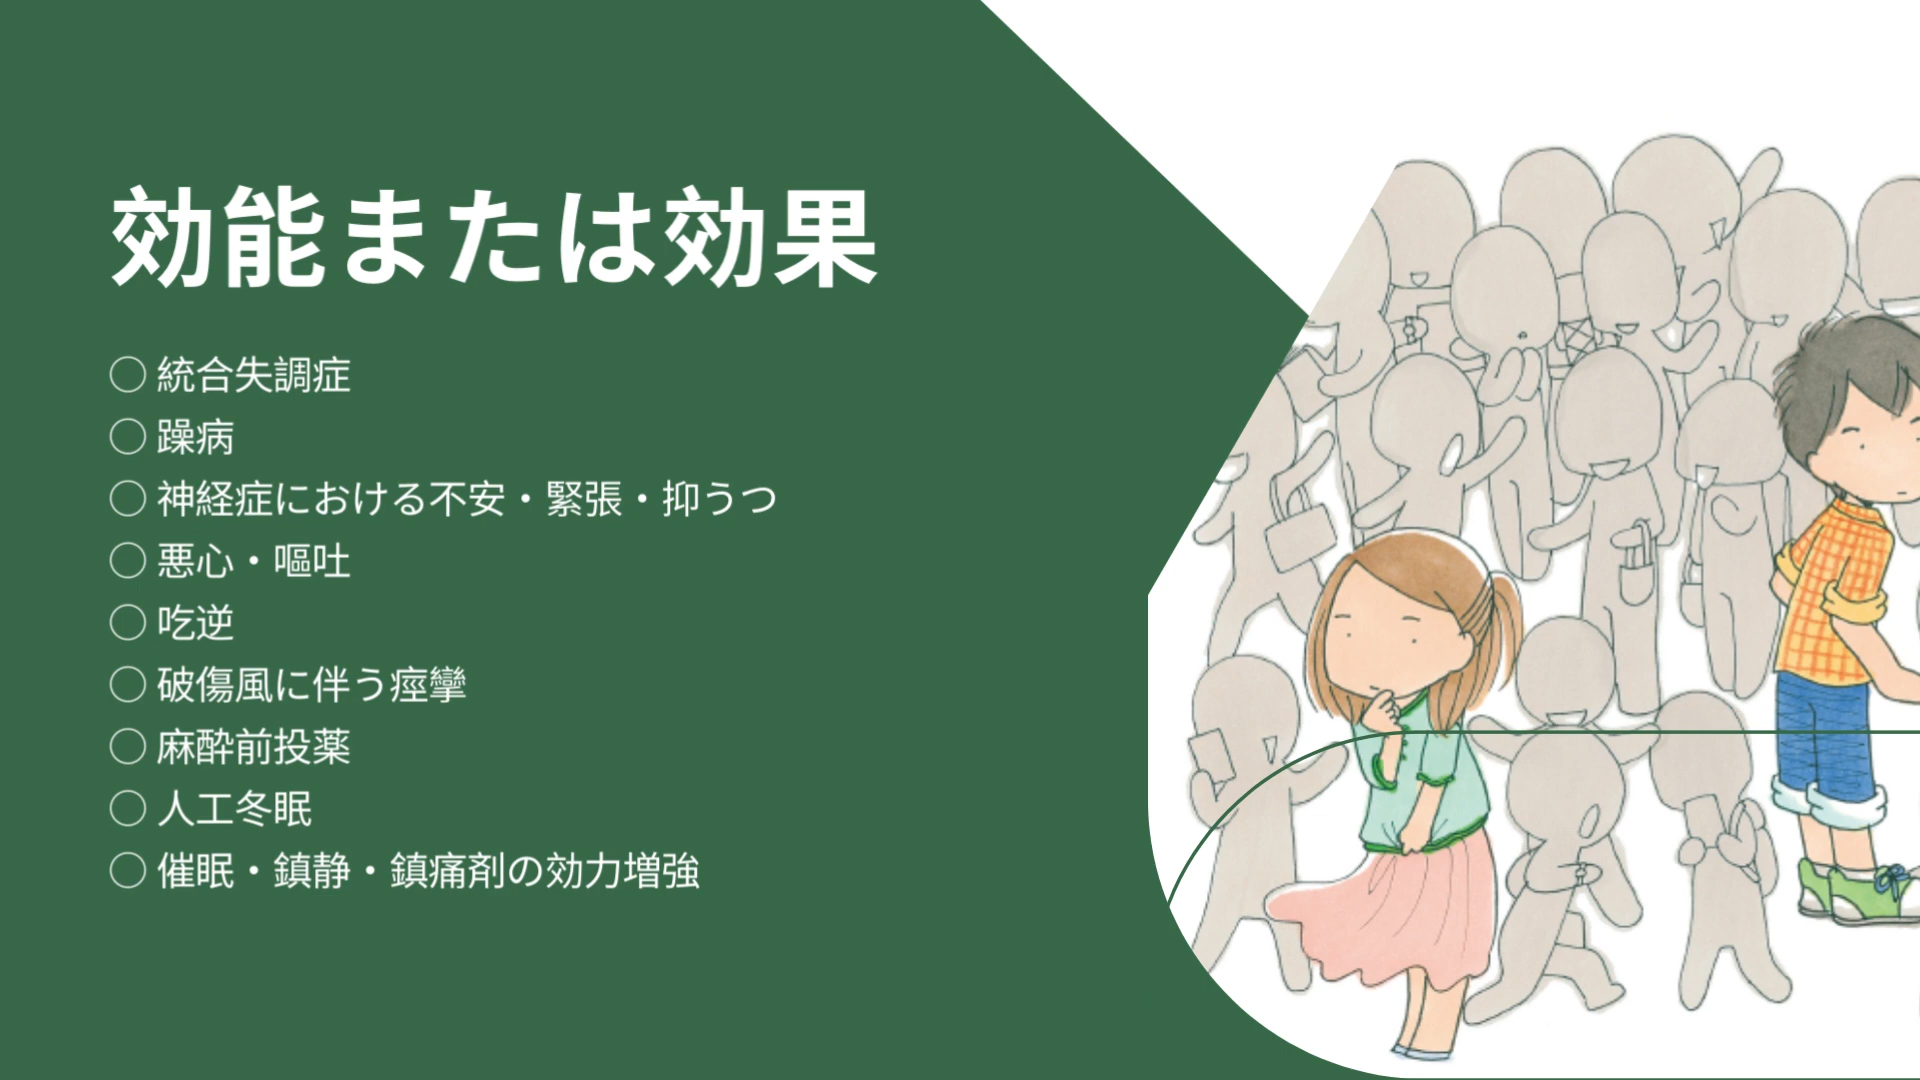 効能または効果
○ 統合失調症
○ 躁病
○ 神経症における不安・緊張・抑うつ
○ 悪心・嘔吐
○ 吃逆
○ 破傷風に伴う痙攣
○ 麻酔前投薬
○ 人工冬眠
○ 催眠・鎮静・鎮痛剤の効力増強